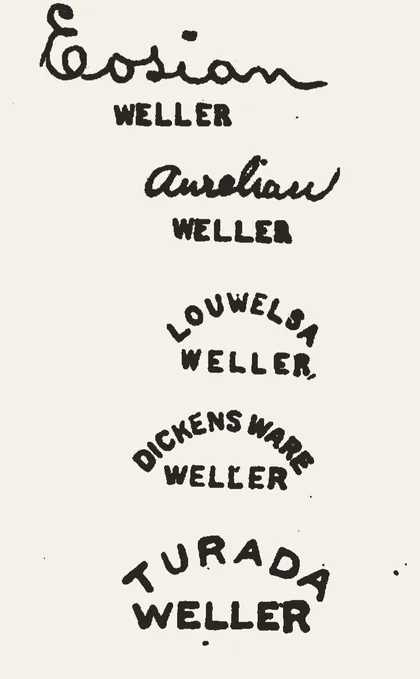 Eosian
WELLER
Aurelian
WELLER
LOUWELSA
WELLER
DICKENS WARE
WELLER
TURADA
WELLER